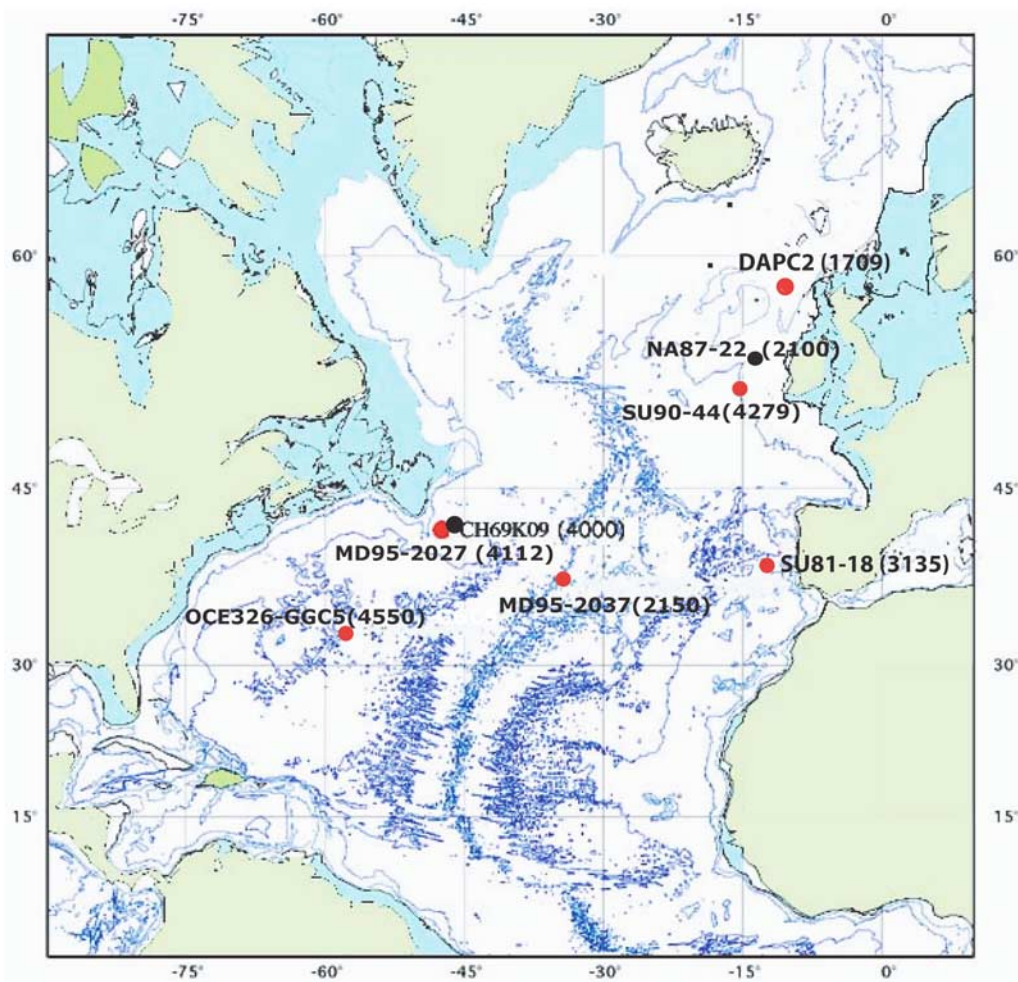 -75° -60° -45° -30° -15° 0°
60° 60°
DAPC2 (1709)
NA87-22 (2100)
SU90-44(4279)
45° 45°
CH69K09 (4000)
MD95-2027 (4112)
SU81-18 (3135)
MD95-2037(2150)
OCE326-GGC5(4550)
30° 30°
15° 15°
-75° -60° -45° -30° -15° 0°